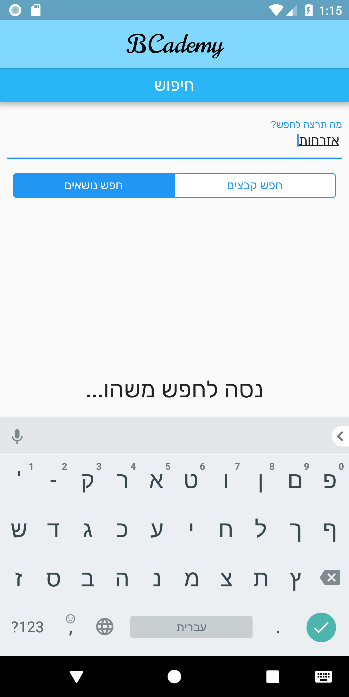 1:15
BCademy
חיפוש
מה תרצה לחפש?
אזרחות
חפש קבצים
חפש נושאים
נסה לחפש משהו...
' 1 - 2 ק 3 ר 4 א 5 ט 6 ו 7 ן 8 ם 9 פ 0
ש ד ג כ ע י ח ל ך ף
ז ס ב ה נ מ צ ת ץ
?123 , עברית .